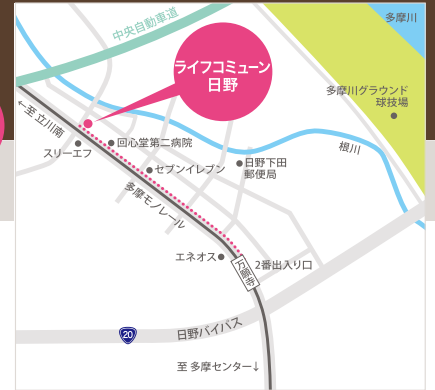 多摩川
中央自動車道
ライフコミューン
日野
多摩川グラウンド
球技場
←至 立川南
スリーエフ
回心堂第二病院
根川
セブンイレブン
日野下田
郵便局
多摩モノレール
エネオス
2番出入り口
万願寺
20
日野バイパス
至 多摩センター↓